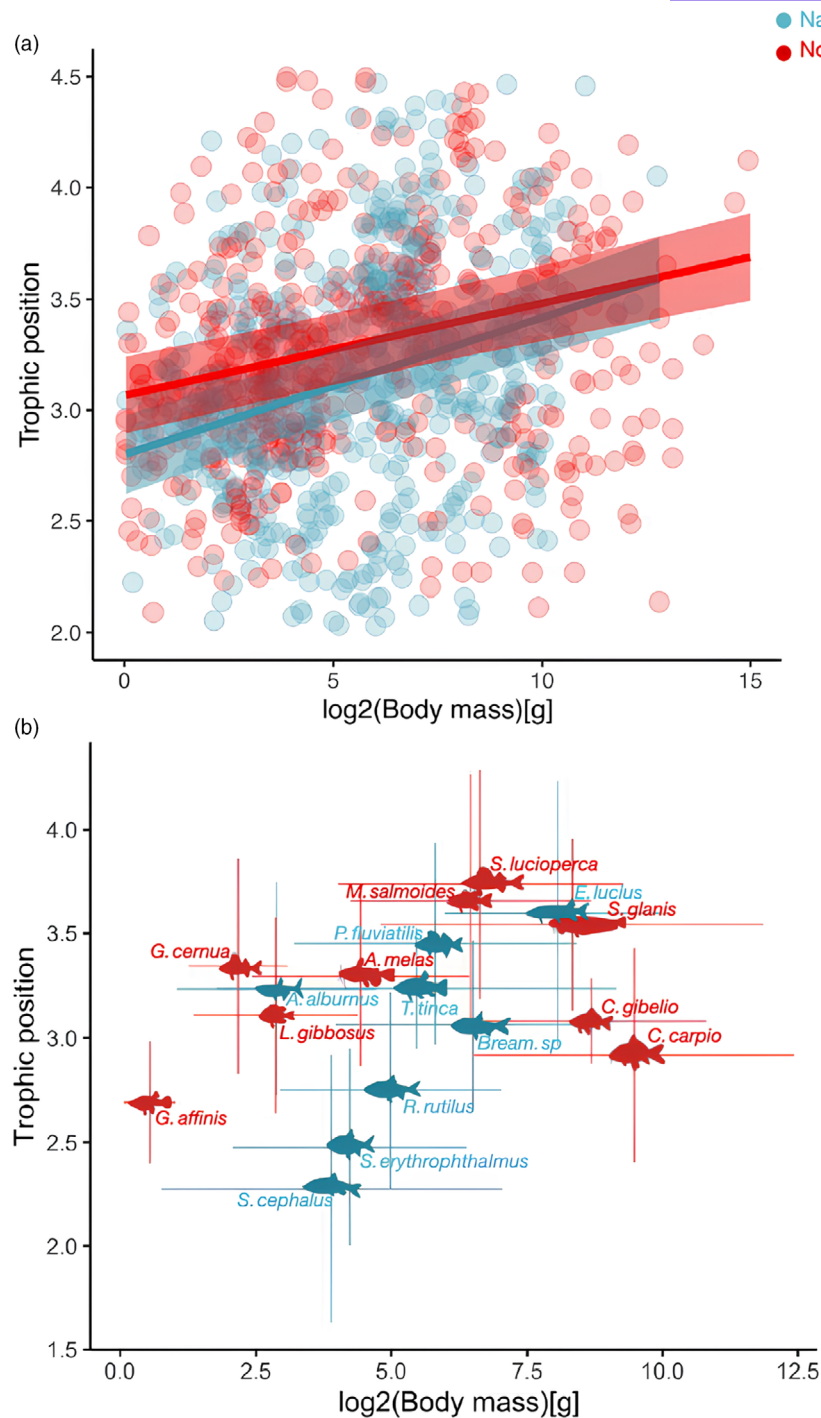 (a)
Na
No
4.5
4.0
3.5
3.0
2.5
2.0
Trophic position
0 5 10 15
log2(Body mass)[g]
(b)
4.0
3.5
3.0
2.5
2.0
1.5
Trophic position
S. lucioperca
M. salmoides
E. lucius
S. glanis
P. fluviatilis
G. cernua
A. melas
A. alburnus
T. tinca
L. gibbosus
C. gibelio
Bream. sp
C. carpio
G. affinis
R. rutilus
S. erythrophthalmus
S. cephalus
0.0 2.5 5.0 7.5 10.0 12.5
log2(Body mass)[g]